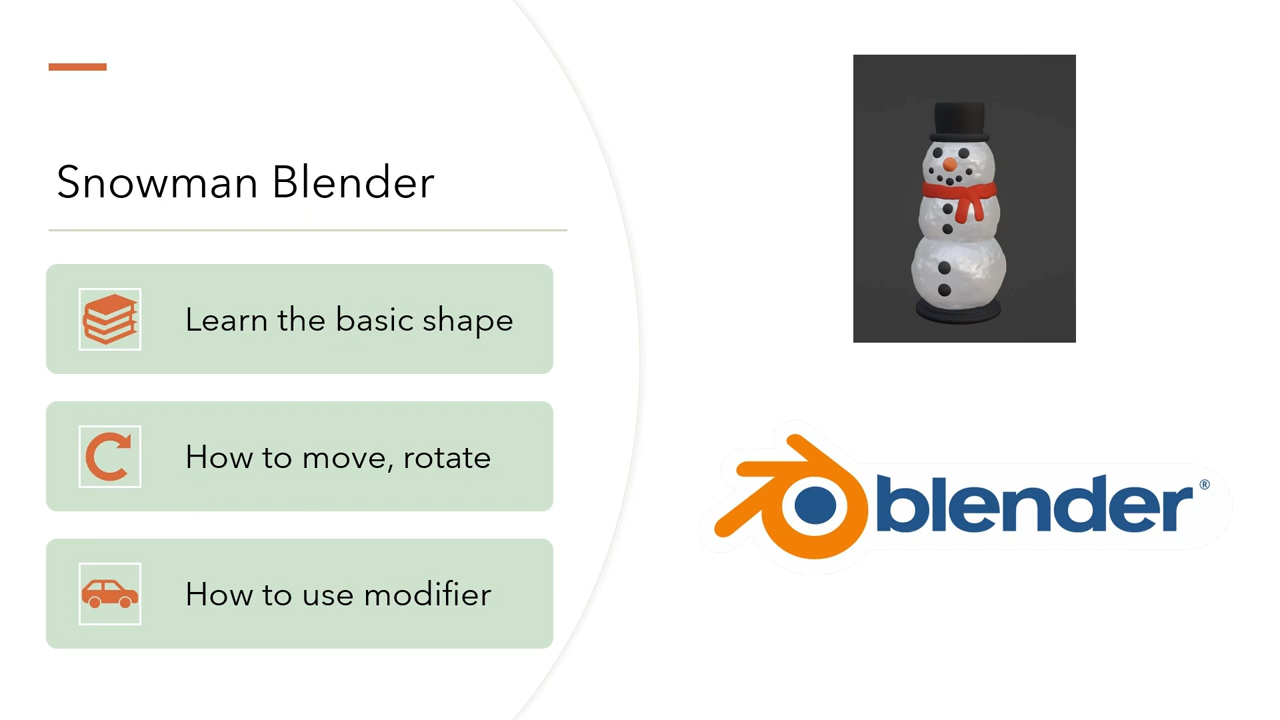 Snowman Blender
Learn the basic shape
How to move, rotate
How to use modifier
blender®